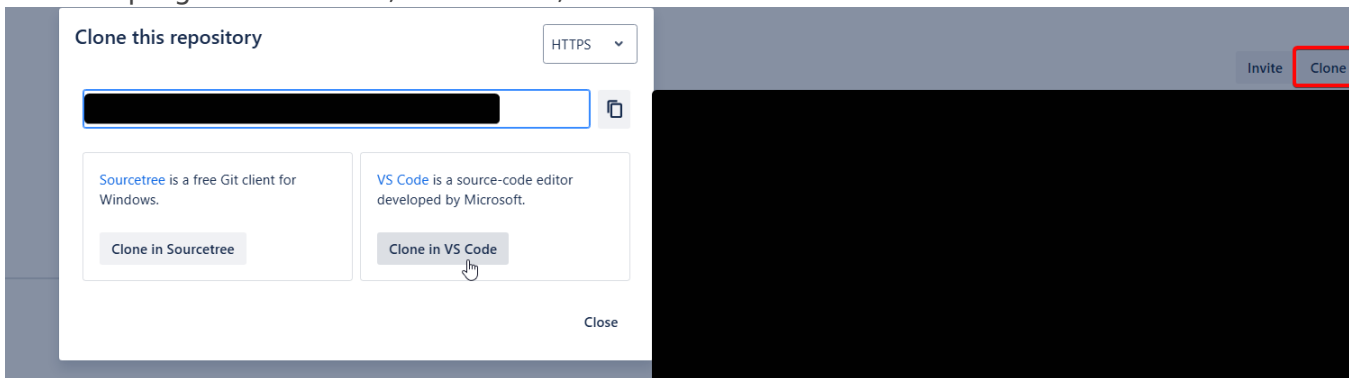 Clone this repository
HTTPS
Invite
Clone
Sourcetree is a free Git client for
Windows.
Clone in Sourcetree
VS Code is a source-code editor
developed by Microsoft.
Clone in VS Code
Close